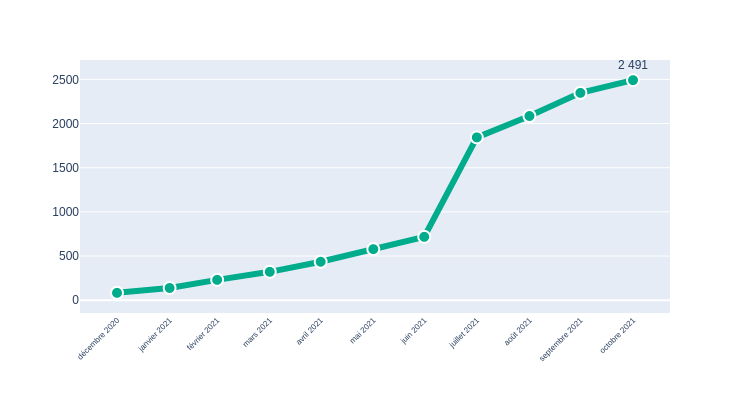 2 491
2500
2000
1500
1000
500
0
décembre 2020
janvier 2021
février 2021
mars 2021
avril 2021
mai 2021
juin 2021
juillet 2021
août 2021
septembre 2021
octobre 2021